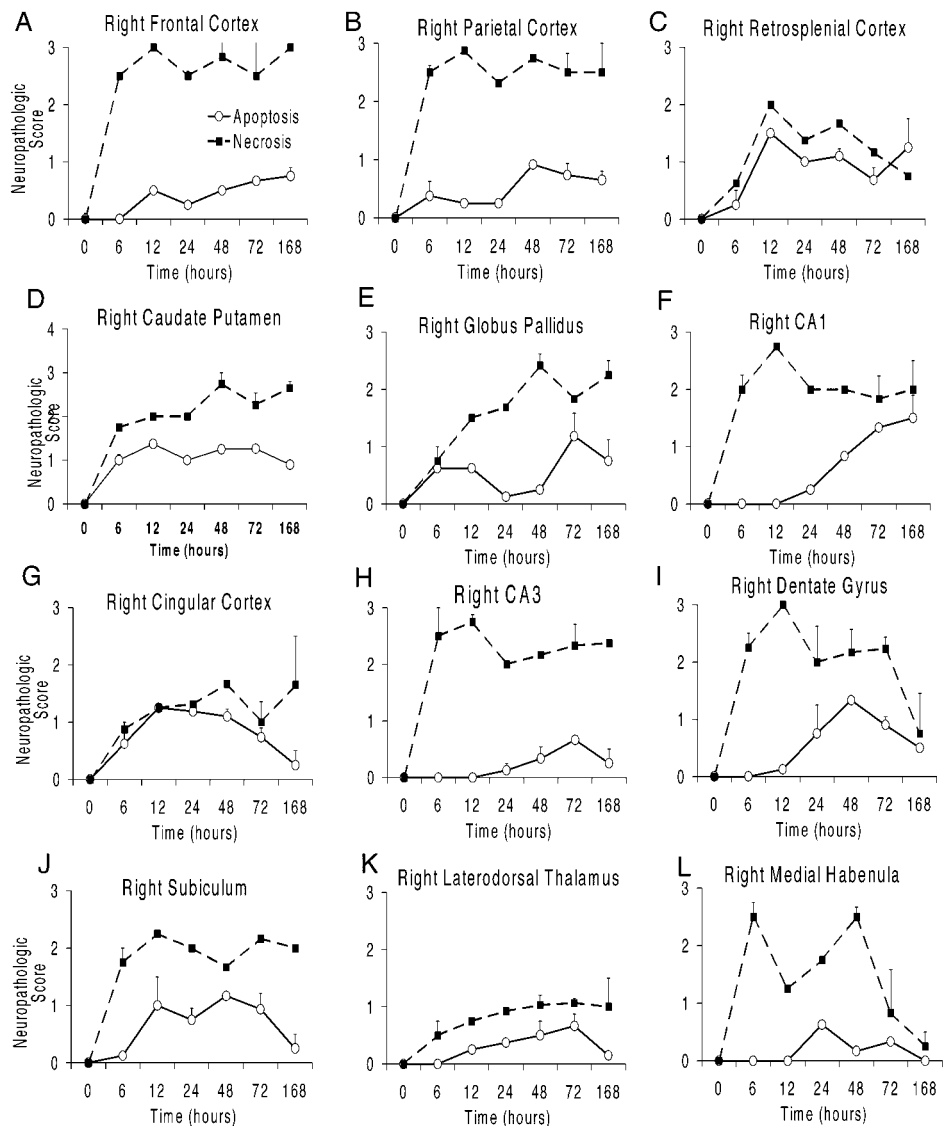 A
Right Frontal Cortex
3
2
1
0
Neuropathologic
Score
Apoptosis
Necrosis
0 6 12 24 48 72 168
Time (hours)
B
Right Parietal Cortex
3
2
1
0
0 6 12 24 48 72 168
Time (hours)
C
Right Retrosplenial Cortex
3
2
1
0
0 6 12 24 48 72 168
Time (hours)
D
Right Caudate Putamen
4
3
2
1
0
Neuropathologic
Score
0 6 12 24 48 72 168
Time (hours)
E
Right Globus Pallidus
3
2
1
0
0 6 12 24 48 72 168
Time (hours)
F
Right CA1
3
2
1
0
0 6 12 24 48 72 168
Time (hours)
G
Right Cingular Cortex
3
2
1
0
Neuropathologic
Score
0 6 12 24 48 72 168
Time (hours)
H
Right CA3
3
2
1
0
0 6 12 24 48 72 168
Time (hours)
I
Right Dentate Gyrus
3
2
1
0
0 6 12 24 48 72 168
Time (hours)
J
Right Subiculum
3
2
1
0
Neuropathologic
Score
0 6 12 24 48 72 168
Time (hours)
K
Right Laterodorsal Thalamus
3
2
1
0
0 6 12 24 48 72 168
Time (hours)
L
Right Medial Habenula
3
2
1
0
0 6 12 24 48 72 168
Time (hours)